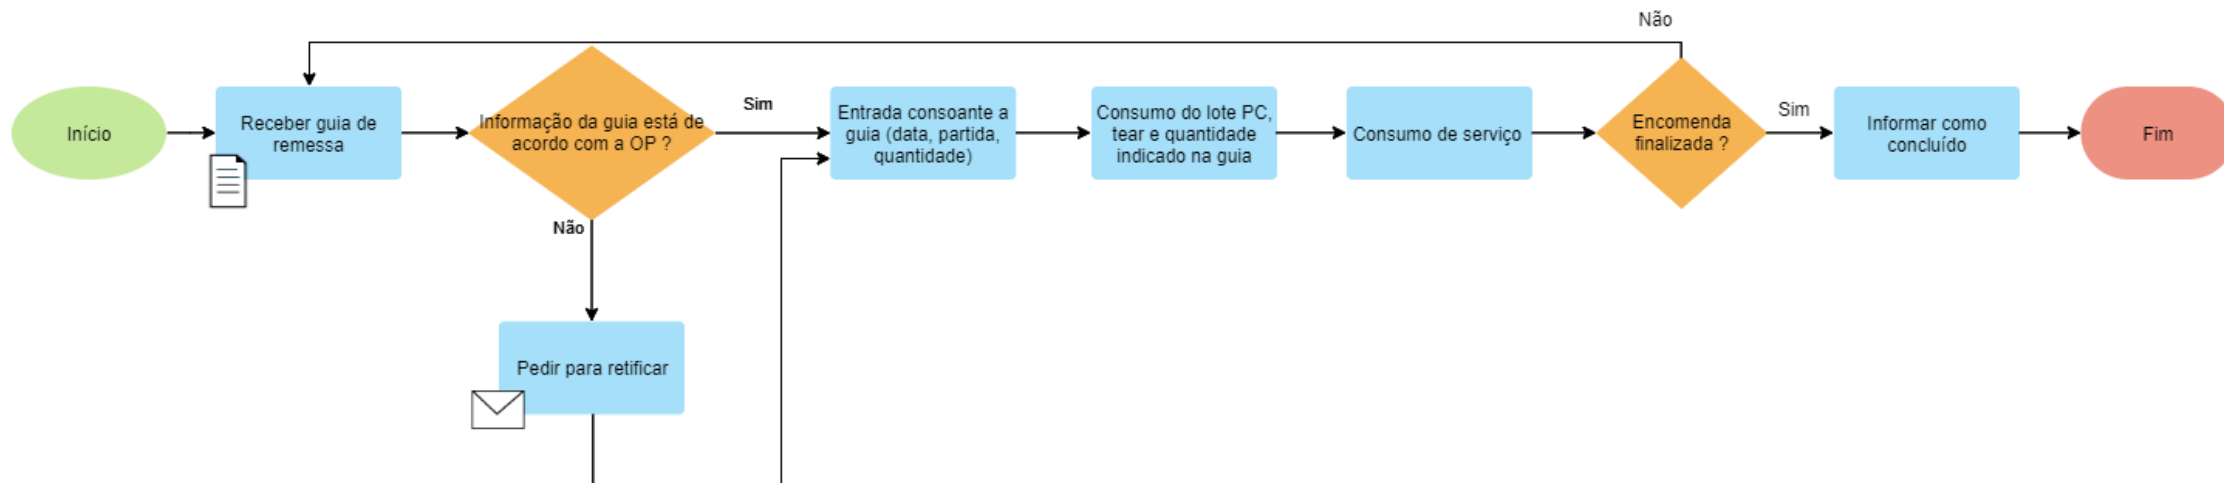 Não
Início
Receber guia de
remessa
Informação da guia está de
acordo com a OP ?
Sim
Entrada consoante a
guia (data, partida,
quantidade)
Consumo do lote PC,
tear e quantidade
indicado na guia
Consumo de serviço
Encomenda
finalizada ?
Sim
Informar como
concluído
Fim
Não
Pedir para retificar